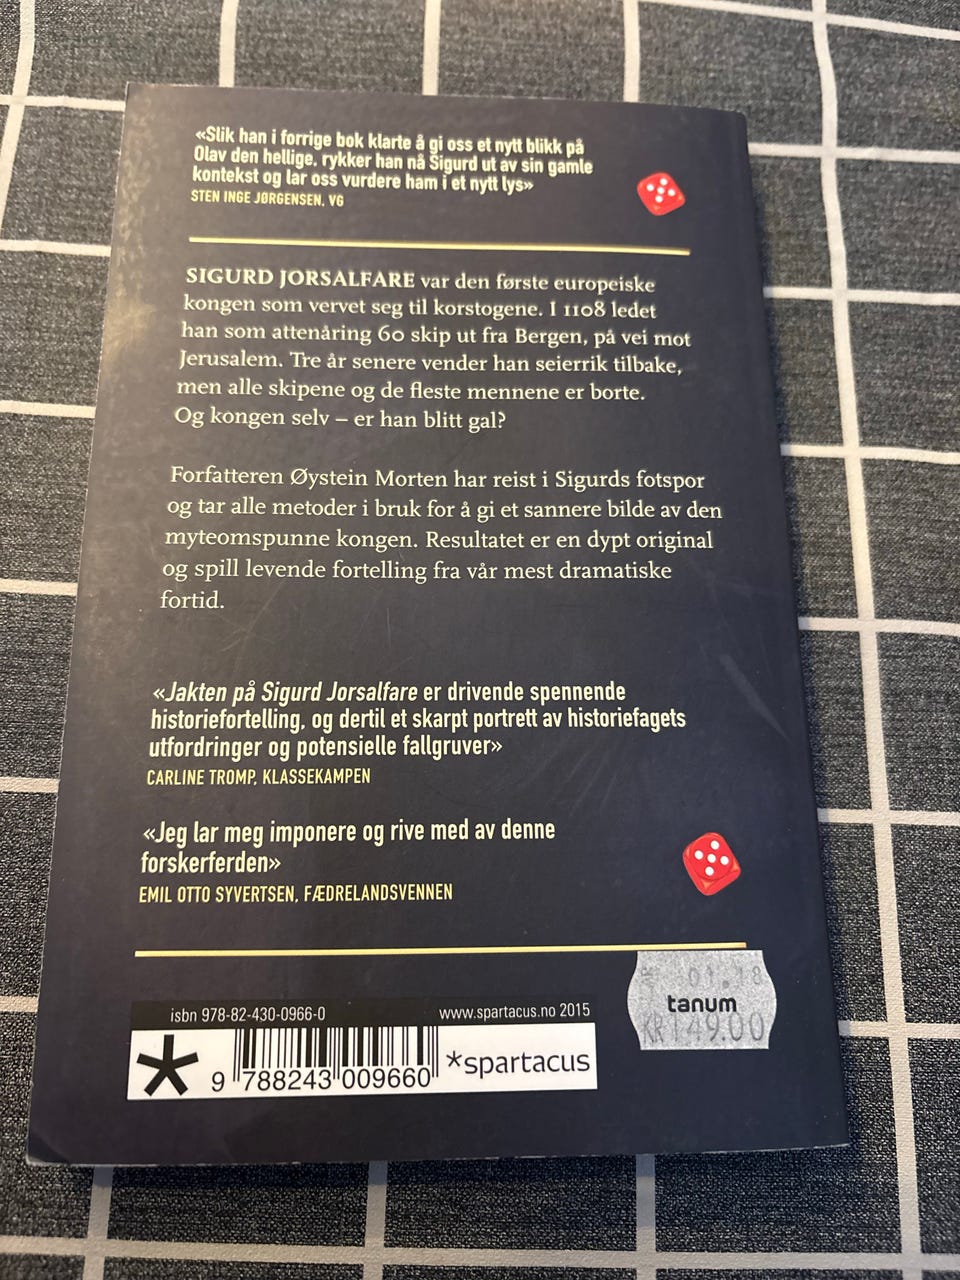 «Slik han i forrige bok klarte å gi oss et nytt blikk på
Olav den hellige, rykker han nå Sigurd ut av sin gamle
kontekst og lar oss vurdere ham i et nytt lys»
STEN INGE JØRGENSEN, VG
SIGURD JORSALFARE var den første europeiske
kongen som vervet seg til korstogene. I 1108 ledet
han som attenåring 60 skip ut fra Bergen, på vei mot
Jerusalem. Tre år senere vender han seierrik tilbake,
men alle skipene og de fleste mennene er borte.
Og kongen selv – er han blitt gal?
Forfatteren Øystein Morten har reist i Sigurds fotspor
og tar alle metoder i bruk for å gi et sannere bilde av den
myteomspunne kongen. Resultatet er en dypt original
og spill levende fortelling fra vår mest dramatiske
fortid.
«Jakten på Sigurd Jorsalfare er drivende spennende
historiefortelling, og dertil et skarpt portrett av historiefagets
utfordringer og potensielle fallgruver»
CARLINE TROMP, KLASSEKAMPEN
«Jeg lar meg imponere og rive med av denne
forskerferden»
EMIL OTTO SYVERTSEN, FÆDRELANDSVENNEN
isbn 978-82-430-0966-0 www.spartacus.no 2015
9 788243 009660 *spartacus
01.18
tanum
KR 149.00